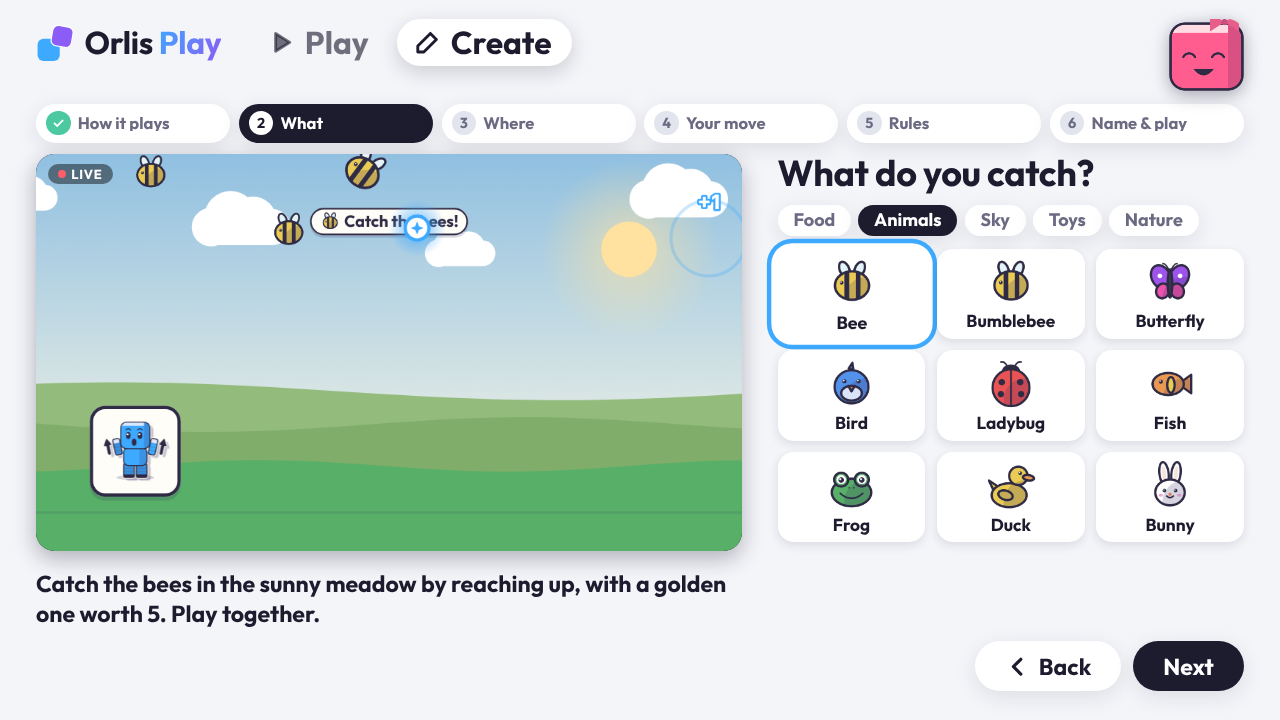 Orlis Play
Play
Create
How it plays
2 What
3 Where
4 Your move
5 Rules
6 Name & play
LIVE
+1
Catch the bees!
What do you catch?
Food
Animals
Sky
Toys
Nature
Bee
Bumblebee
Butterfly
Bird
Ladybug
Fish
Frog
Duck
Bunny
Catch the bees in the sunny meadow by reaching up, with a golden
one worth 5. Play together.
Back
Next